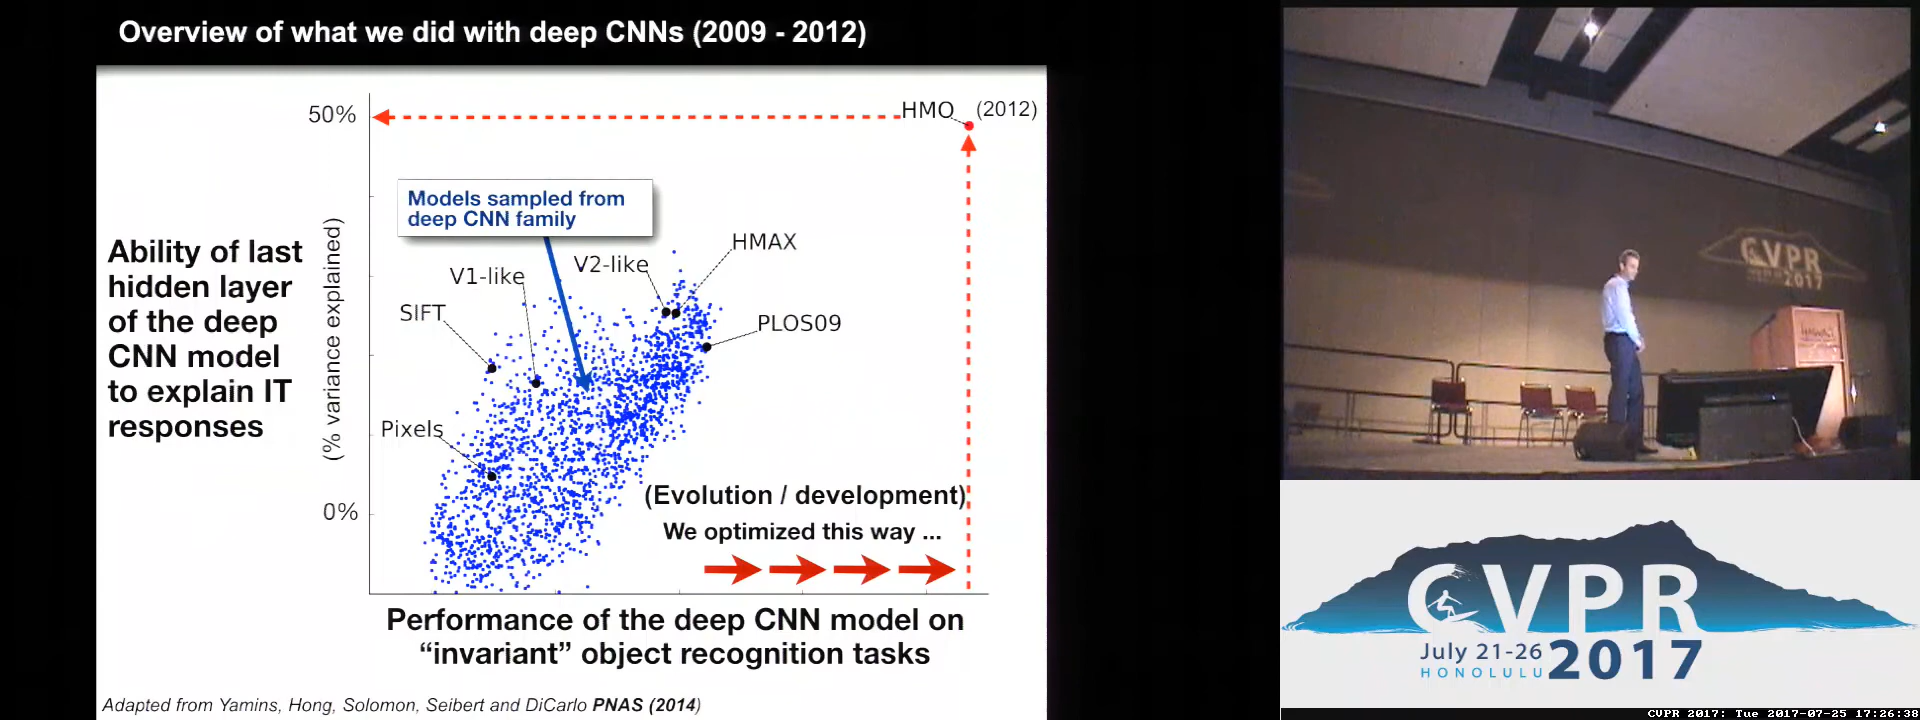 Overview of what we did with deep CNNs (2009 - 2012)
50%
HMO
(2012)
Models sampled from
deep CNN family
HMAX
V2-like
V1-like
SIFT
PLOS09
Ability of last
hidden layer
of the deep
CNN model
to explain IT
responses
(% variance explained)
Pixels
(Evolution / development)
0%
We optimized this way ...
Performance of the deep CNN model on
“invariant” object recognition tasks
Adapted from Yamins, Hong, Solomon, Seibert and DiCarlo PNAS (2014)
CVPR
2017
CVPR
July 21-26
HONOLULU
2017
CVPR 2017: Tue 2017-07-25 17:26:38